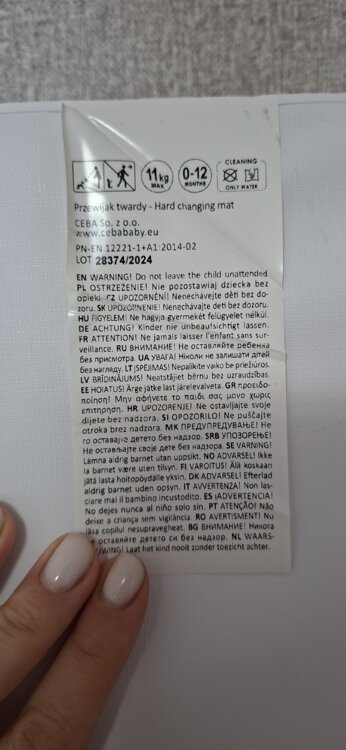 11kg
MAX
0-12
MONTHS
CLEANING
ONLY WATER
Przewijak twardy - Hard changing mat
CEBA Sp. z o.o.
www.cebababy.eu
PN-EN 12221-1+A1:2014-02
LOT 28374/2024
EN WARNING! Do not leave the child unattended
PL OSTRZEŻENIE! Nie pozostawiaj dziecka bez
opieki. CZ UPOZORNĚNÍ! Nenechávejte děti bez do-
zoru. SK UPOZORNENIE! Nenechávajte deti bez dozoru.
HU FIGYELEM! Ne hagyja gyermekét felügyelet nélkül.
DE ACHTUNG! Kinder nie unbeaufsichtigt lassen.
FR ATTENTION! Ne jamais laisser l'enfant sans sur-
veillance. RU ВНИМАНИЕ! Не оставляйте ребенка
без присмотра. UA УВАГА! Ніколи не залишати дітей
без нагляду. LT ĮSPĖJIMAS! Nepalikite vaiko be priežiūros.
LV BRĪDINĀJUMS! Neatstājiet bērnu bez uzraudzības.
EE HOIATUS! Ärge jätke last järelevalveta. GR προειδο-
ποίηση! Μην αφήνετε το παιδί σας μόνο χωρίς
επιτηρηση. HR UPOZORENJE! Ne ostavljajte svoje
dijete bez nadzora. SI OPOZORILO! Ne puščajte
otroka brez nadzora. MK ПРЕДУПРЕДУВАЊЕ! Не
го оставајте детето без надзор. SRB УПОЗОРЕЊЕ!
Не остављајте своје дете без надзора. SE VARNING!
Lämna aldrig barnet utan uppsikt. NO ADVARSEL! Ikke
la barnet være uten tilsyn. FI VAROITUS! Älä koskaan
jätä lasta hoitopöydälle yksin. DK ADVARSEL! Efterlad
aldrig barnet uden opsyn. IT AVVERTENZA! Non las-
ciare mai il bambino incustodito. ES ¡ADVERTENCIA!
No dejes nunca al niño solo sin. PT ATENÇÃO! Não
deixe a criança sem vigilância. RO AVERTISMENT! Nu
lăsa copilul nesupravegheat. BG ВНИМАНИЕ! Никога
не оставяйте дети си без надзор. NL WAARS-
UWING! Laat het kind nooit zonder toezicht achter.